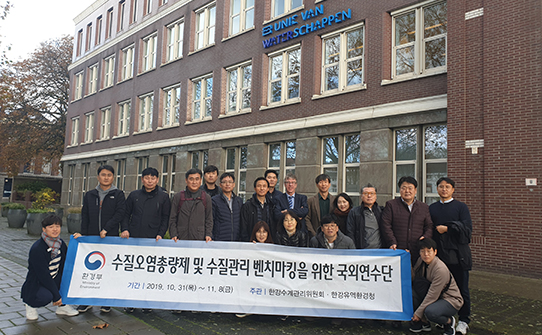 UNIE VAN
WATERSCHAPPEN
환경부
Ministry of
Environment
수질오염총량제 및 수질관리 벤치마킹을 위한 국외연수단
기간 | 2019. 10. 31(목) ~ 11. 8(금) 주관 | 한강수계관리위원회 · 한강유역환경청